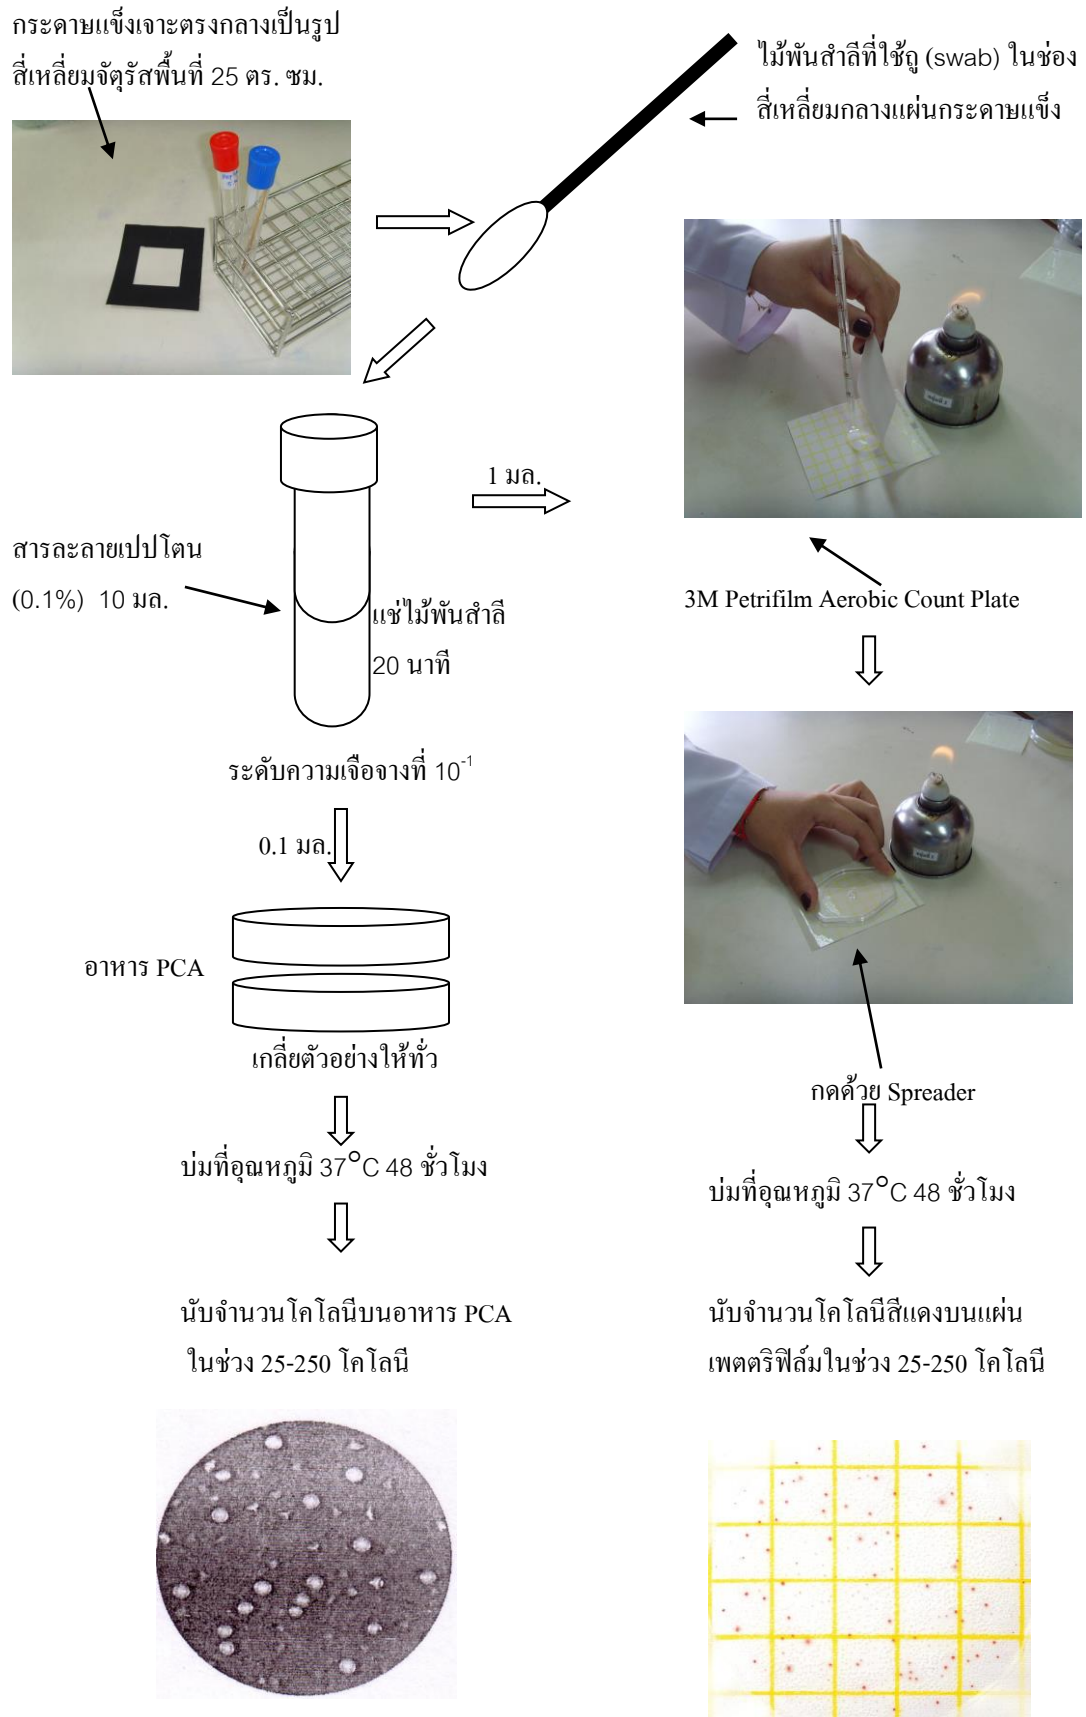 กระดาษแข็งเจาะตรงกลางเป็นรูป
สี่เหลี่ยมจัตุรัสพื้นที่ 25 ตร. ซม.
ไม้พันสำลีที่ใช้ถู (swab) ในช่อง
สี่เหลี่ยมกลางแผ่นกระดาษแข็ง
1 มล.
สารละลายเปปโตน
(0.1%) 10 มล.
แช่ไม้พันสำลี
20 นาที
3M Petrifilm Aerobic Count Plate
ระดับความเจือจางที่ 10⁻¹
0.1 มล.
อาหาร PCA
เกลี่ยตัวอย่างให้ทั่ว
กดด้วย Spreader
บ่มที่อุณหภูมิ 37°C 48 ชั่วโมง
บ่มที่อุณหภูมิ 37°C 48 ชั่วโมง
นับจำนวนโคโลนีบนอาหาร PCA
ในช่วง 25-250 โคโลนี
นับจำนวนโคโลนีสีแดงบนแผ่น
เพตตริฟิล์มในช่วง 25-250 โคโลนี